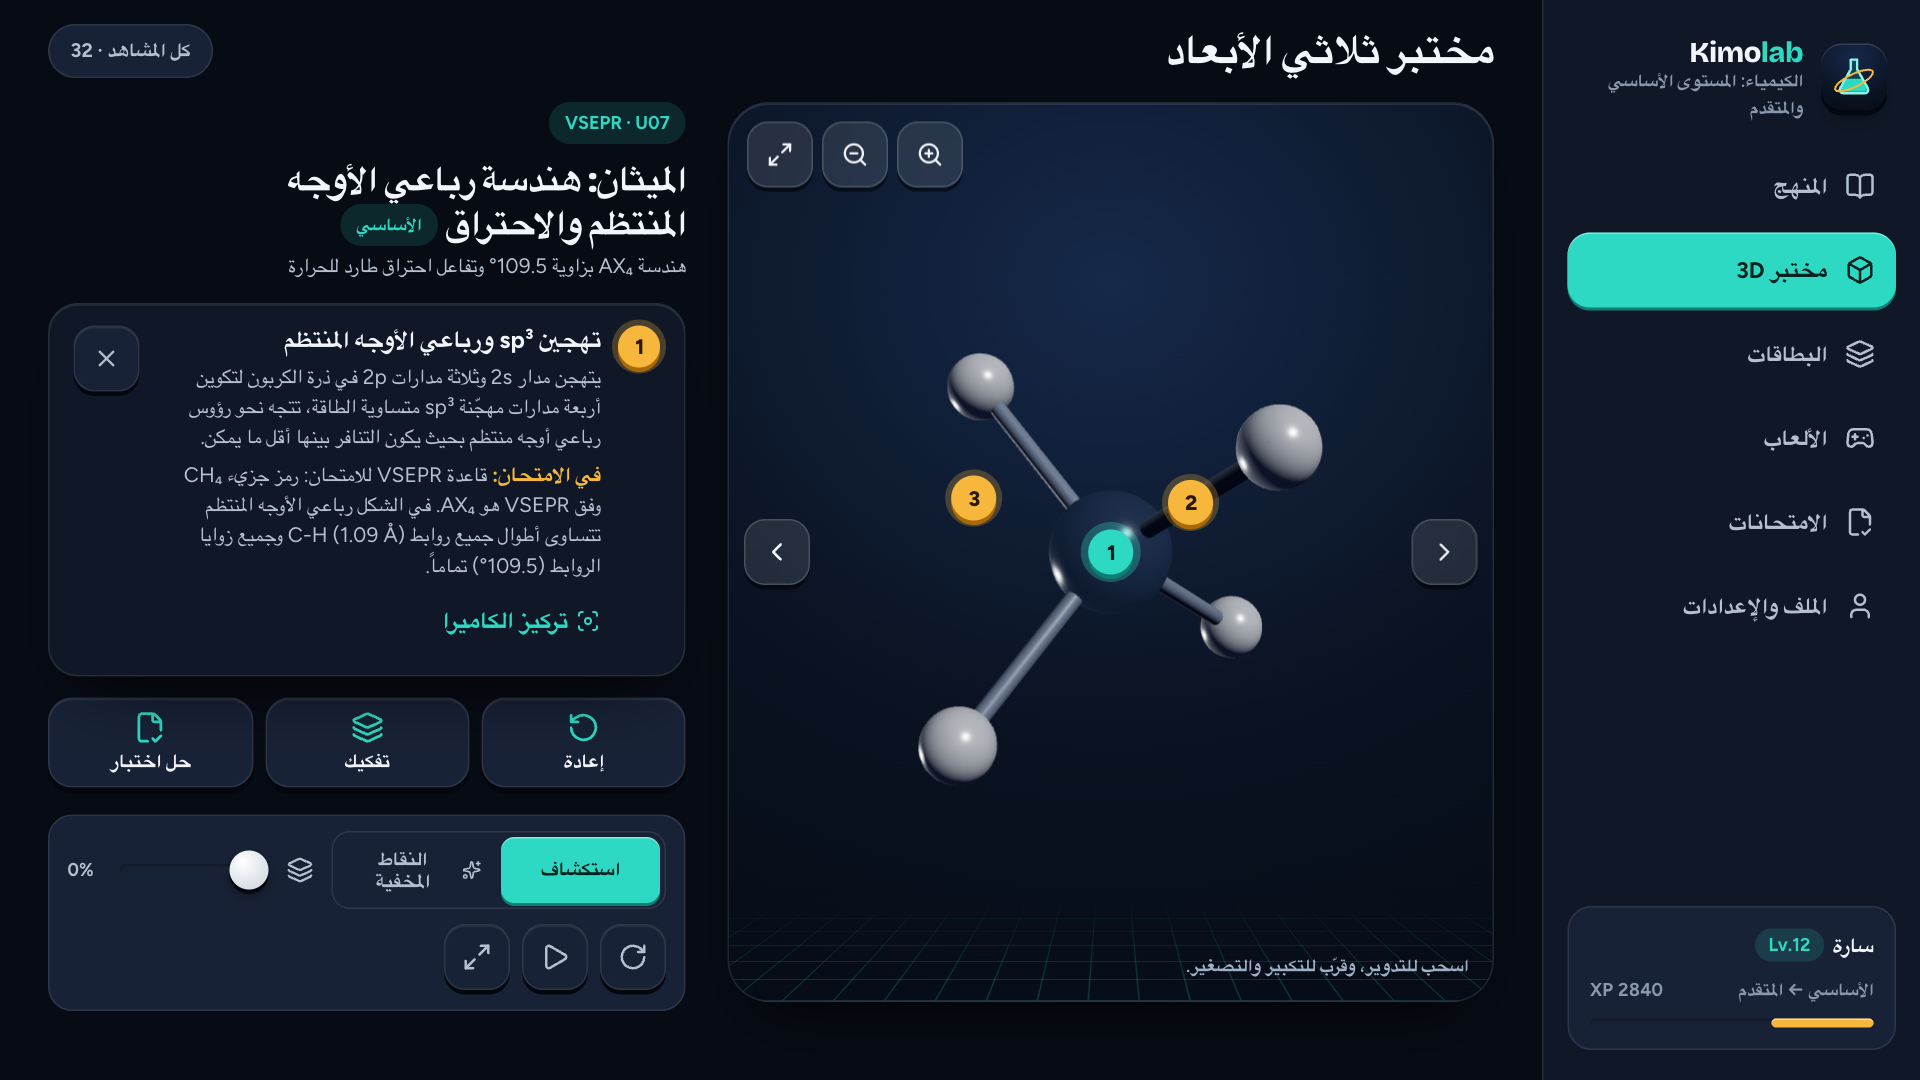 Kimolab
الكيمياء: المستوى الأساسي
والمتقدم
المنهج
مختبر 3D
البطاقات
الألعاب
الامتحانات
الملف والإعدادات
سارة Lv.12
الأساسي ← المتقدم XP 2840
مختبر ثلاثي الأبعاد
كل المشاهد · 32
3
2
1
اسحب للتدوير، وقرّب للتكبير والتصغير.
VSEPR · U07
الميثان: هندسة رباعي الأوجه
المنتظم والاحتراق الأساسي
هندسة AX₄ بزاوية 109.5° وتفاعل احتراق طارد للحرارة
1 تهجين sp³ ورباعي الأوجه المنتظم
يتهجن مدار 2s وثلاثة مدارات 2p في ذرة الكربون لتكوين
أربعة مدارات مهجّنة sp³ متساوية الطاقة، تتجه نحو رؤوس
رباعي أوجه منتظم بحيث يكون التنافر بينها أقل ما يمكن.
في الامتحان: قاعدة VSEPR للامتحان: رمز جزيء CH₄
وفق VSEPR هو AX₄. في الشكل رباعي الأوجه المنتظم
تتساوى أطوال جميع روابط C-H (1.09 Å) وجميع زوايا
الروابط (109.5°) تماماً.
تركيز الكاميرا
إعادة
تفكيك
حل اختبار
استكشاف
النقاط
المخفية
0%